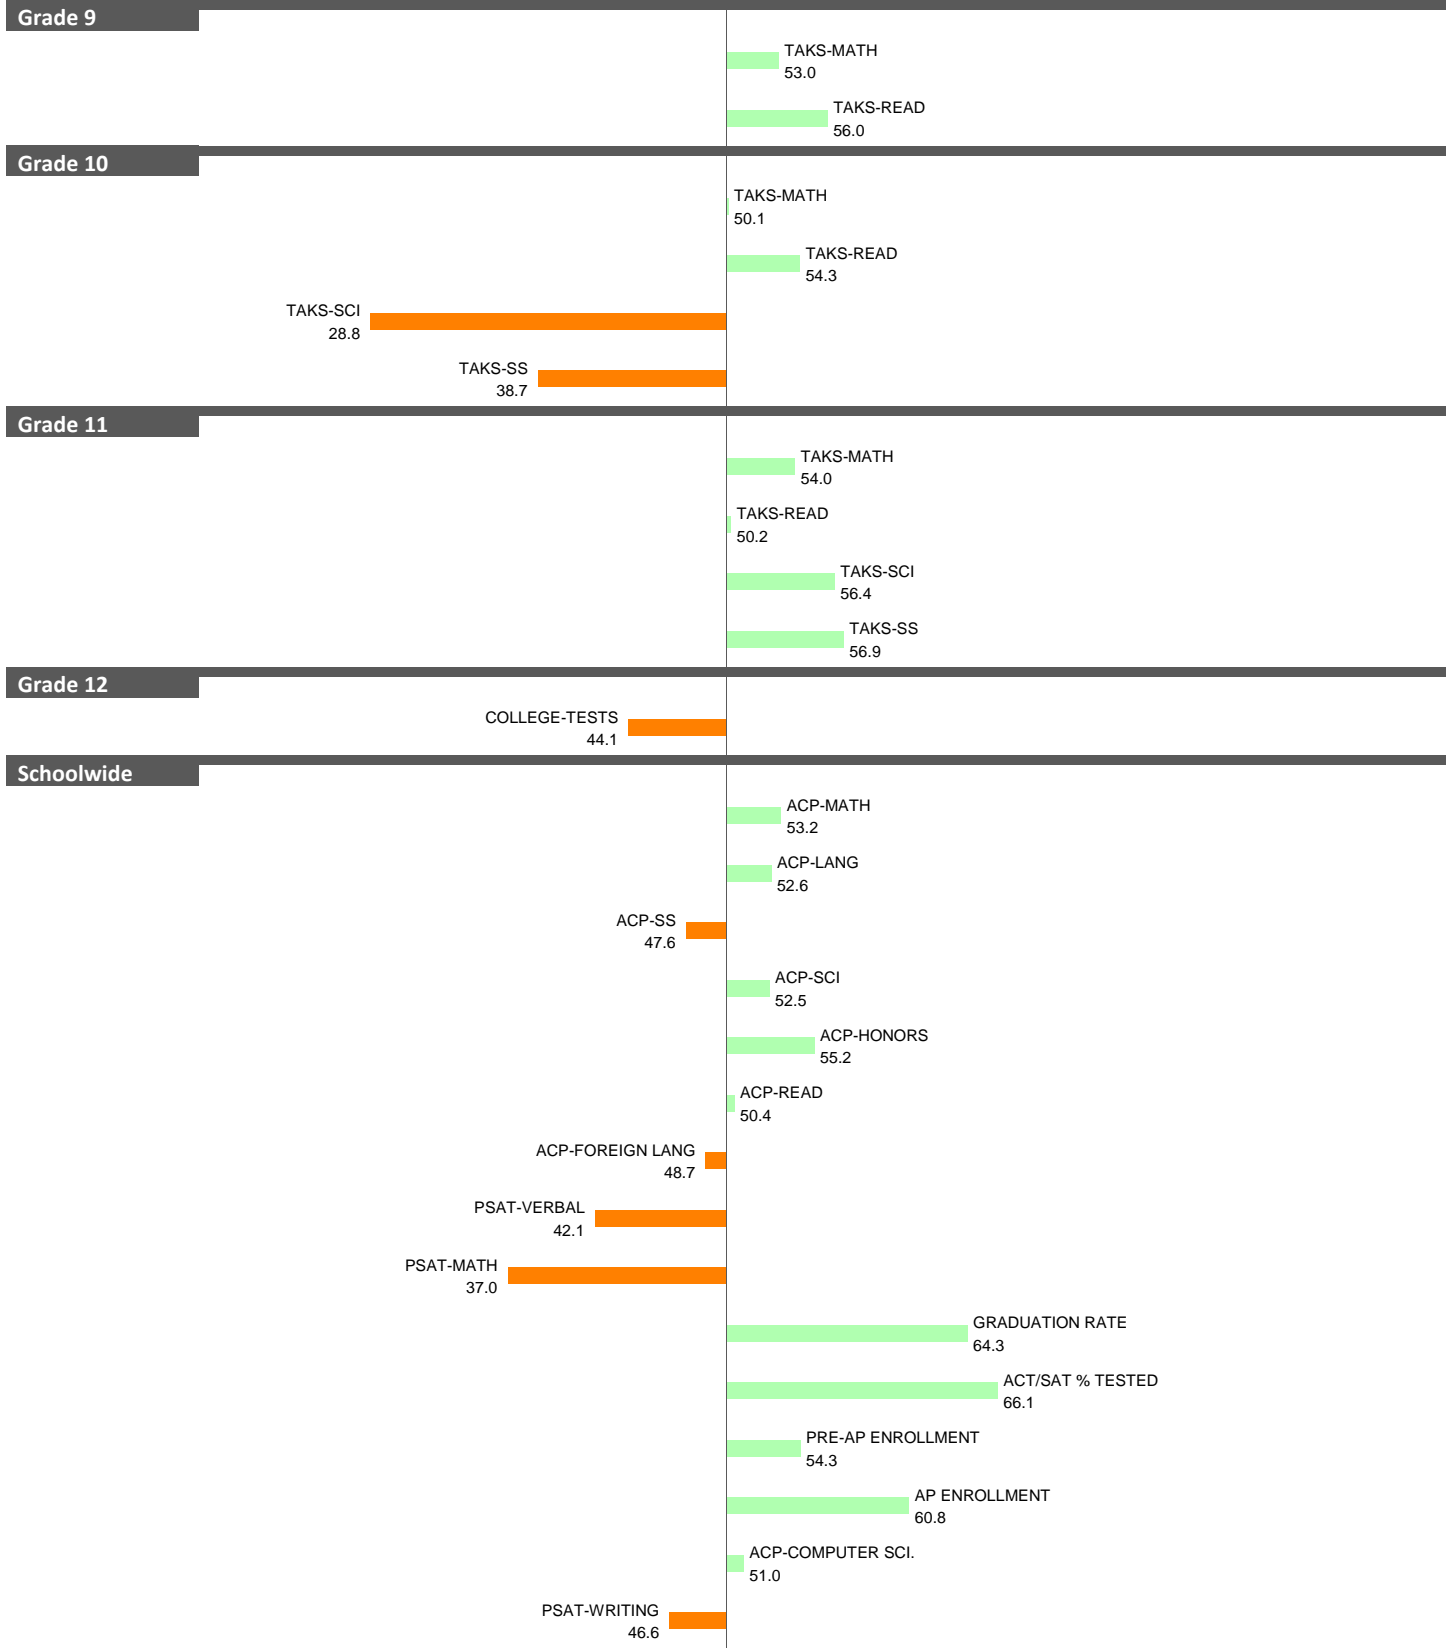 Grade 9
TAKS-MATH
53.0
TAKS-READ
56.0
Grade 10
TAKS-MATH
50.1
TAKS-READ
54.3
TAKS-SCI
28.8
TAKS-SS
38.7
Grade 11
TAKS-MATH
54.0
TAKS-READ
50.2
TAKS-SCI
56.4
TAKS-SS
56.9
Grade 12
COLLEGE-TESTS
44.1
Schoolwide
ACP-MATH
53.2
ACP-LANG
52.6
ACP-SS
47.6
ACP-SCI
52.5
ACP-HONORS
55.2
ACP-READ
50.4
ACP-FOREIGN LANG
48.7
PSAT-VERBAL
42.1
PSAT-MATH
37.0
GRADUATION RATE
64.3
ACT/SAT % TESTED
66.1
PRE-AP ENROLLMENT
54.3
AP ENROLLMENT
60.8
ACP-COMPUTER SCI.
51.0
PSAT-WRITING
46.6